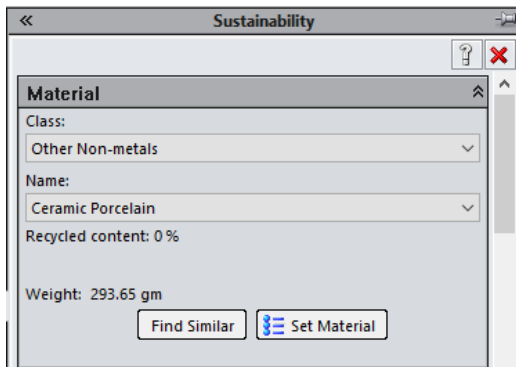 Sustainability
Material
Class:
Other Non-metals
Name:
Ceramic Porcelain
Recycled content: 0 %
Weight: 293.65 gm
Find Similar
Set Material